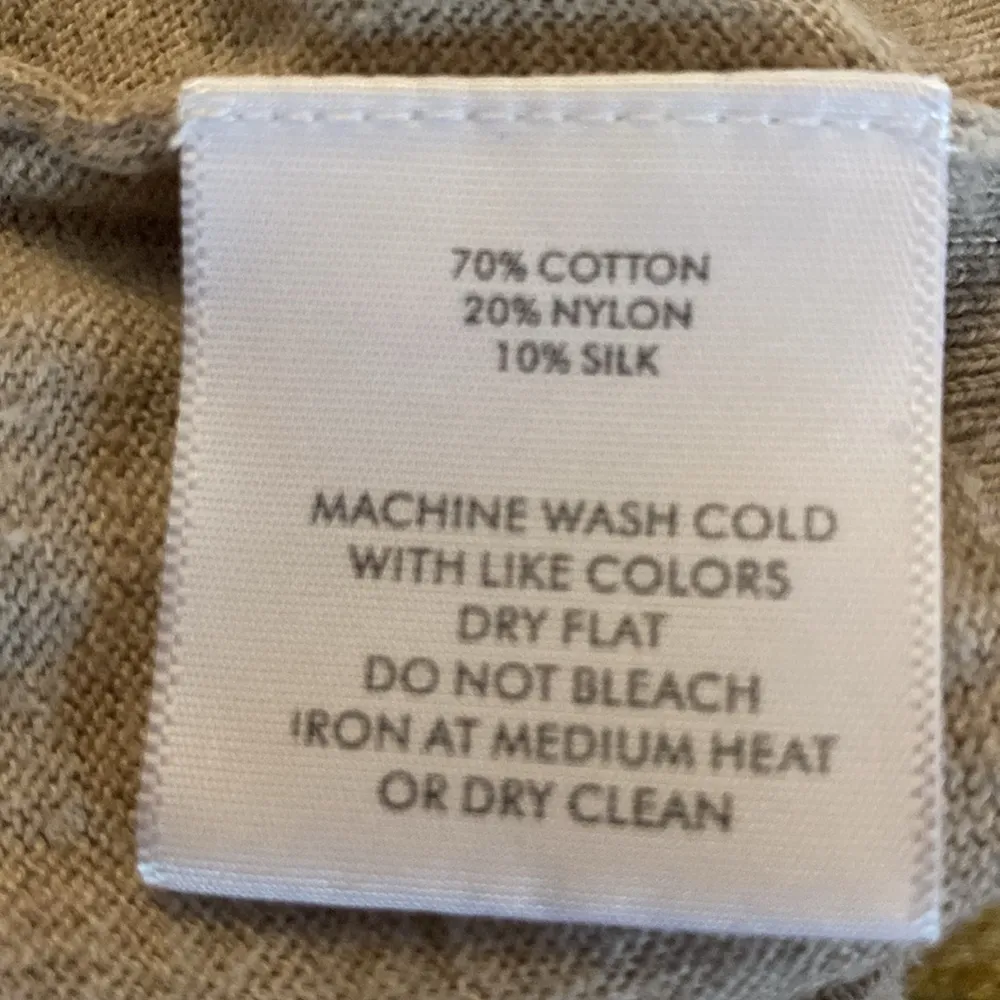 70% COTTON
20% NYLON
10% SILK
MACHINE WASH COLD
WITH LIKE COLORS
DRY FLAT
DO NOT BLEACH
IRON AT MEDIUM HEAT
OR DRY CLEAN